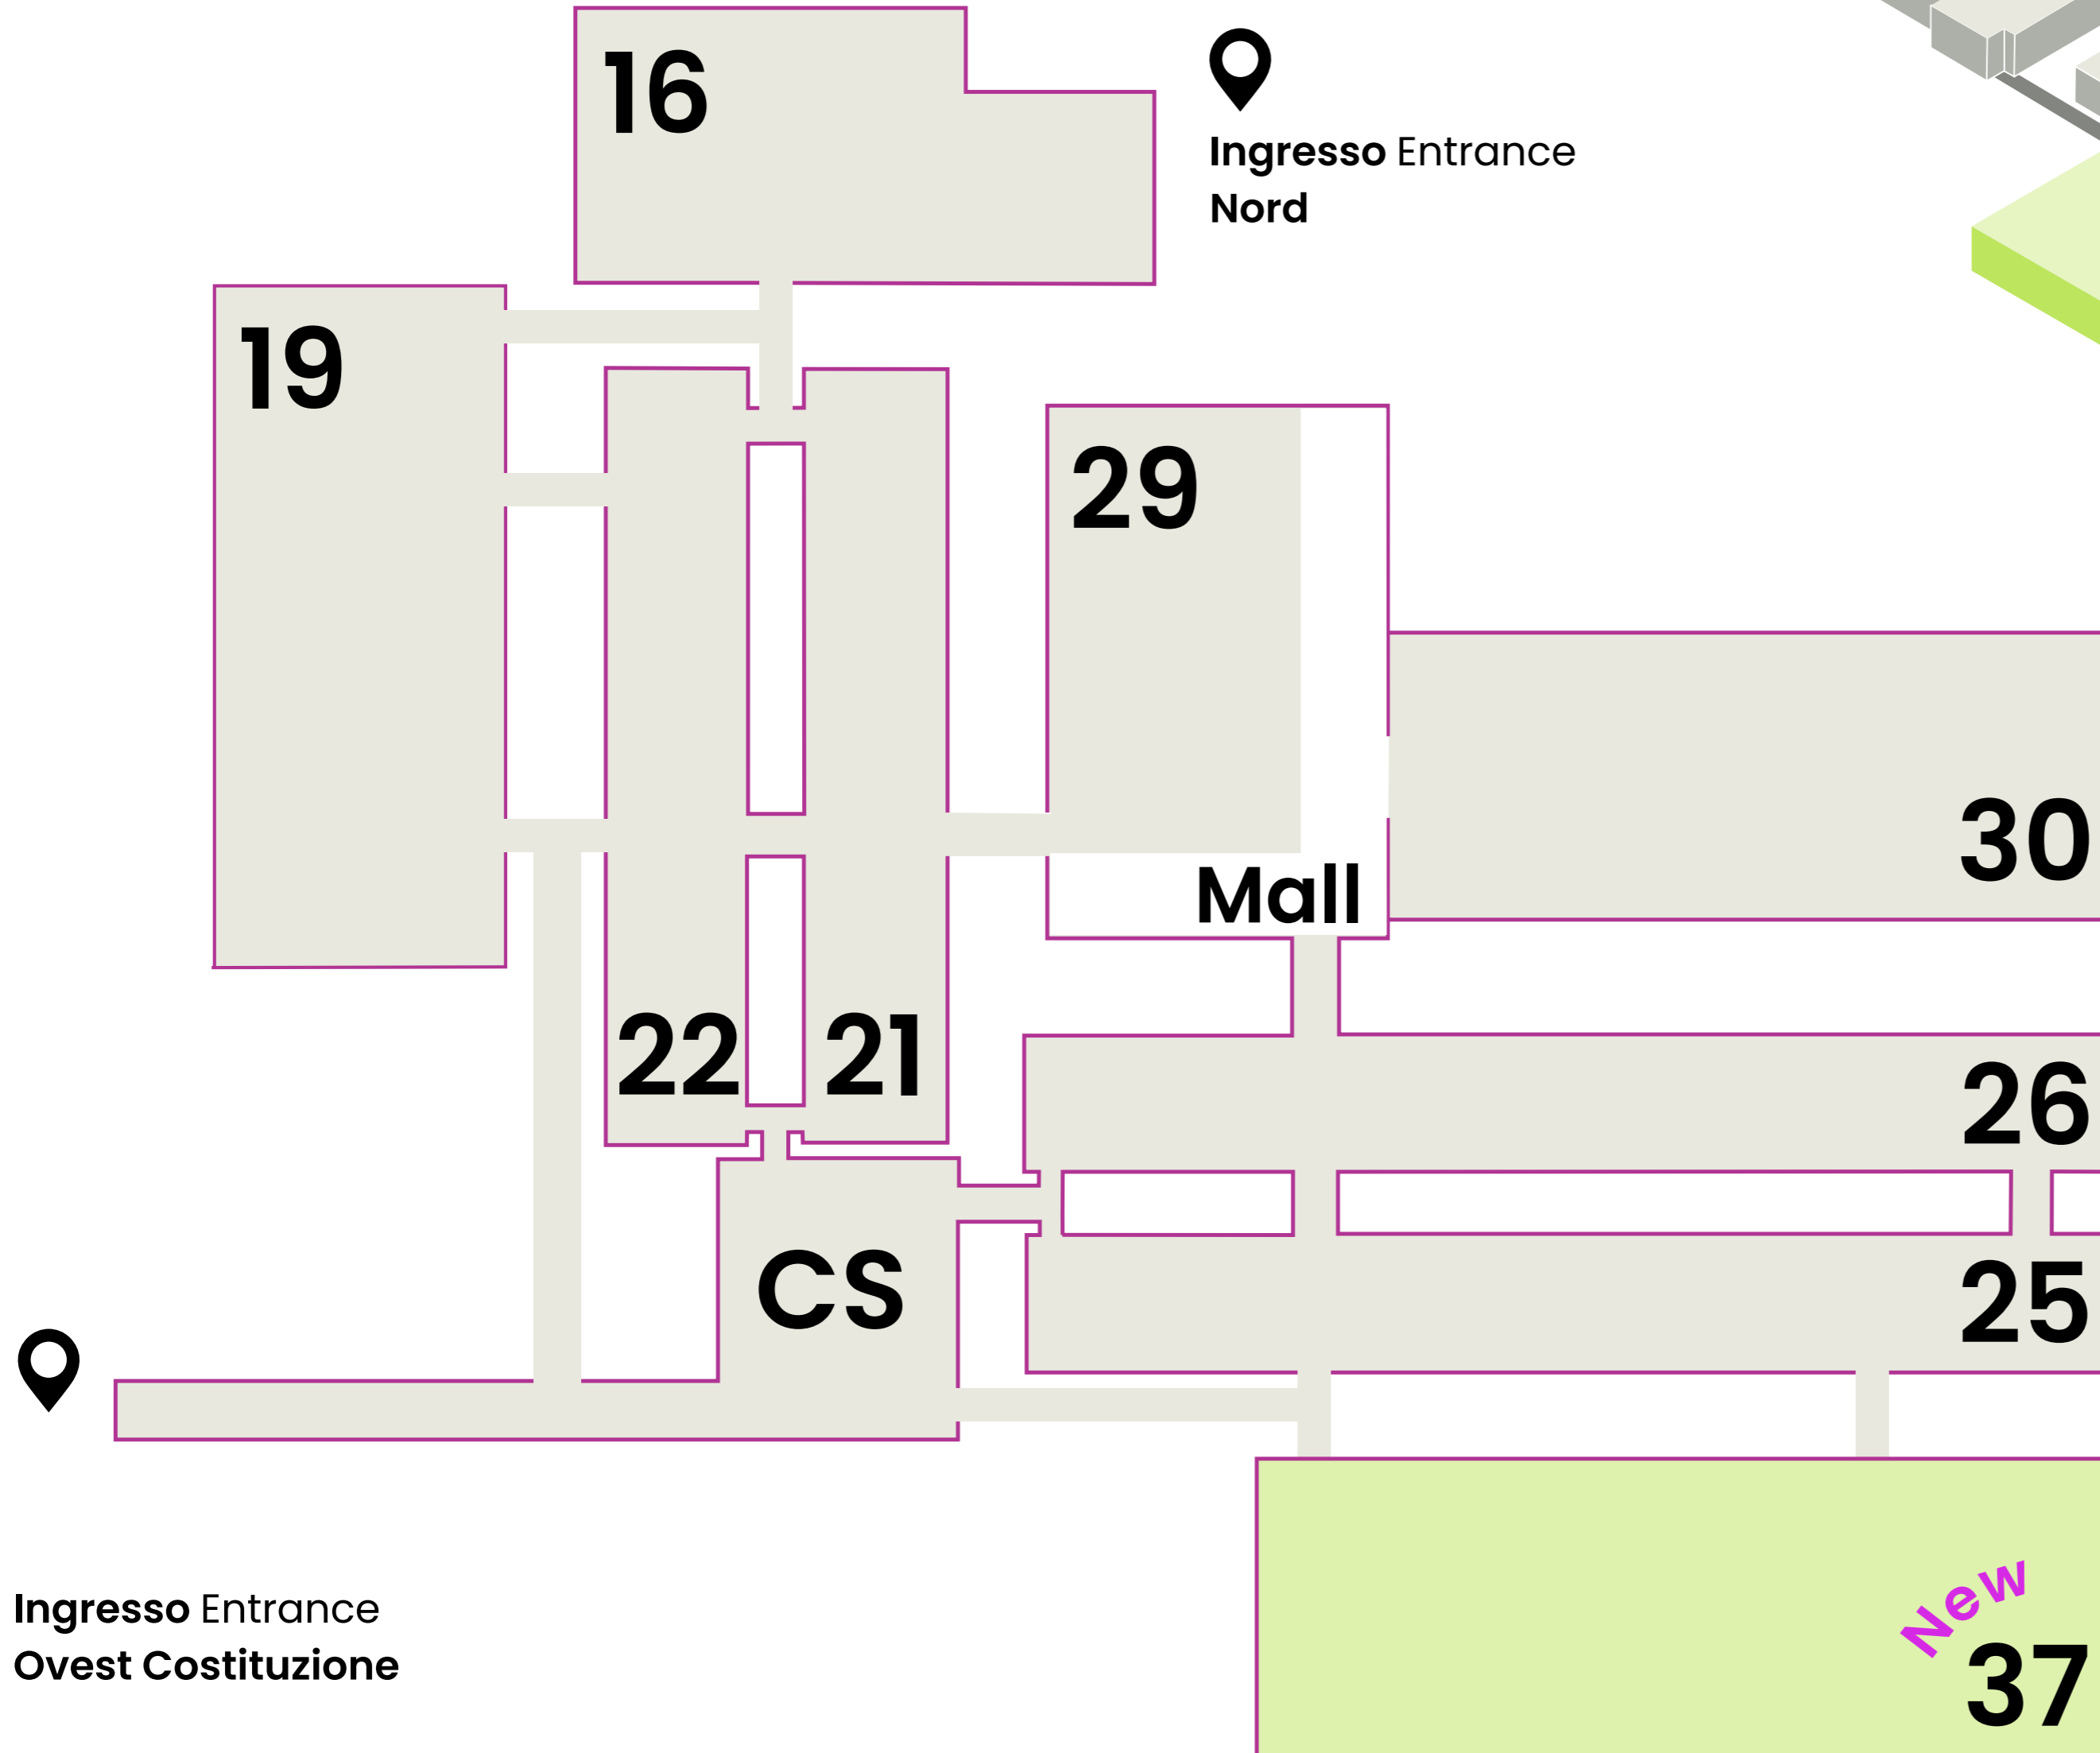 16
Ingresso Entrance
Nord
19
29
30
Mall
22
21
26
CS
25
New
37
Ingresso Entrance
Ovest Costituzione